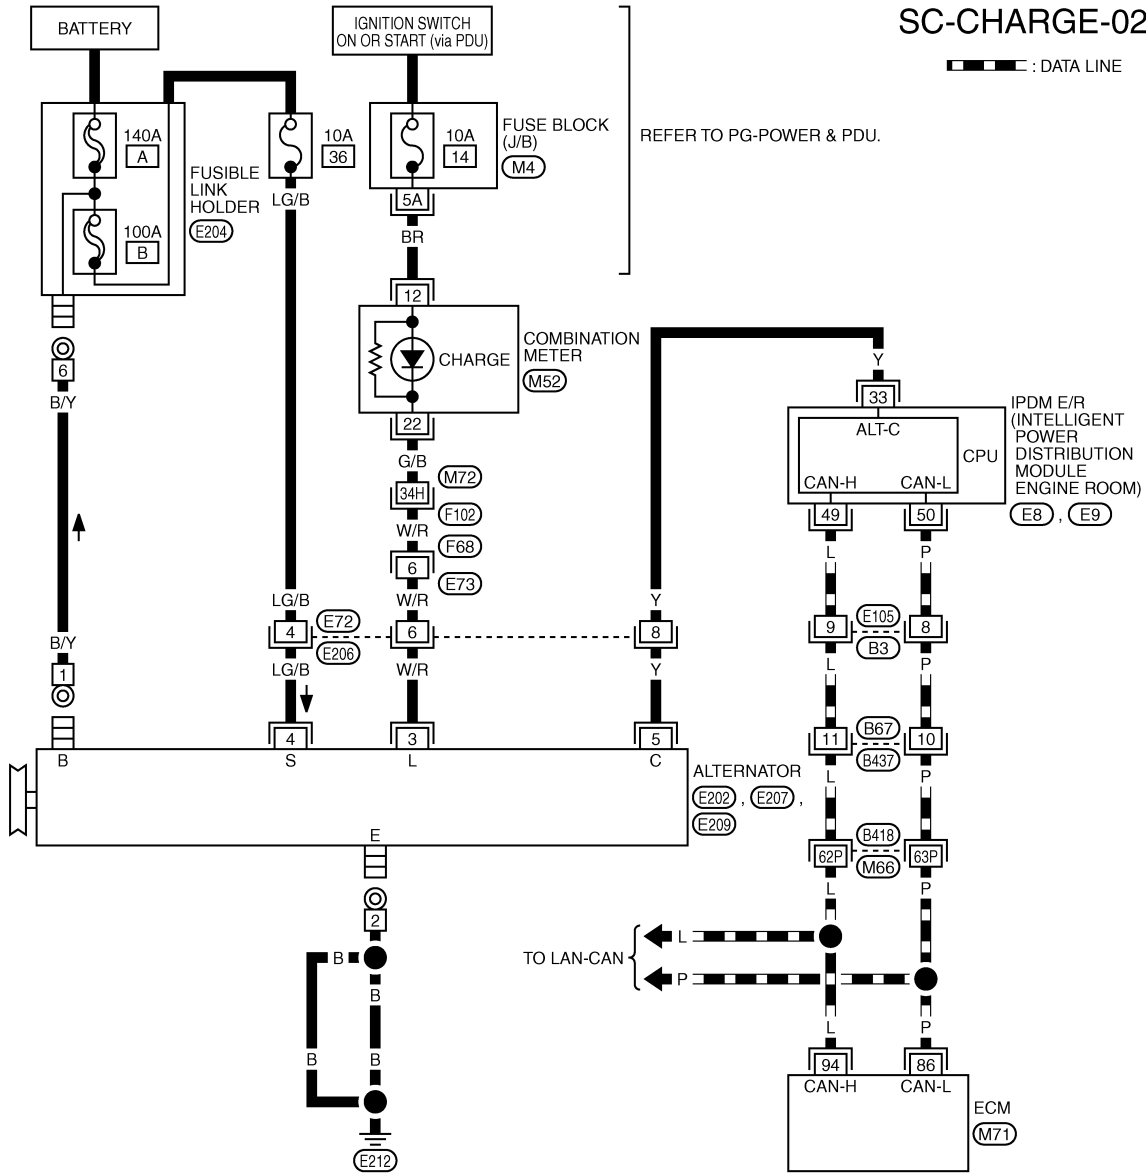 SC-CHARGE-02
: DATA LINE
BATTERY
IGNITION SWITCH
ON OR START (via PDU)
REFER TO PG-POWER & PDU.
140A
A
100A
B
FUSIBLE
LINK
HOLDER
E204
10A
36
LG/B
10A
14
FUSE BLOCK
(J/B)
M4
5A
BR
12
CHARGE
COMBINATION
METER
M52
22
G/B
M72
34H
F102
W/R
F68
6
E73
W/R
6
B/Y
B/Y
1
LG/B
4
E72
E206
LG/B
6
W/R
Y
8
Y
Y
33
ALT-C
CPU
CAN-H
CAN-L
IPDM E/R
(INTELLIGENT
POWER
DISTRIBUTION
MODULE
ENGINE ROOM)
E8 , E9
49
50
L
P
9
E105
8
B3
L
P
11
B67
10
B437
L
P
62P
B418
63P
M66
L
P
4
3
5
B
S
L
C
E
ALTERNATOR
E202 , E207 ,
E209
2
B
B
B
B
E212
TO LAN-CAN
L
P
L
P
94
86
CAN-H
CAN-L
ECM
M71